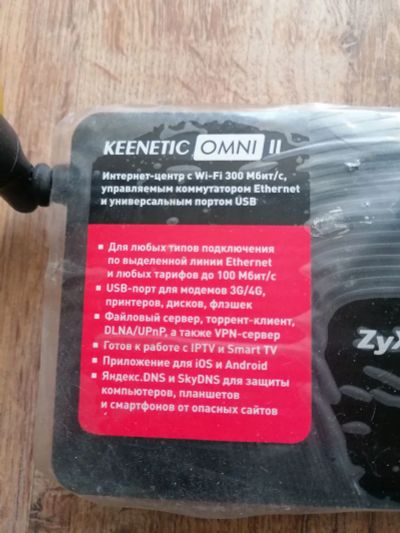 KEENETIC OMNI II
Интернет-центр с Wi-Fi 300 Мбит/с,
управляемым коммутатором Ethernet
и универсальным портом USB
▪ Для любых типов подключения
по выделенной линии Ethernet
и любых тарифов до 100 Мбит/с
▪ USB-порт для модемов 3G/4G,
принтеров, дисков, флэшек
▪ Файловый сервер, торрент-клиент,
DLNA/UPnP, а также VPN-сервер
▪ Готов к работе с IPTV и Smart TV
▪ Приложение для iOS и Android
▪ Яндекс.DNS и SkyDNS для защиты
компьютеров, планшетов
и смартфонов от опасных сайтов
ZyX